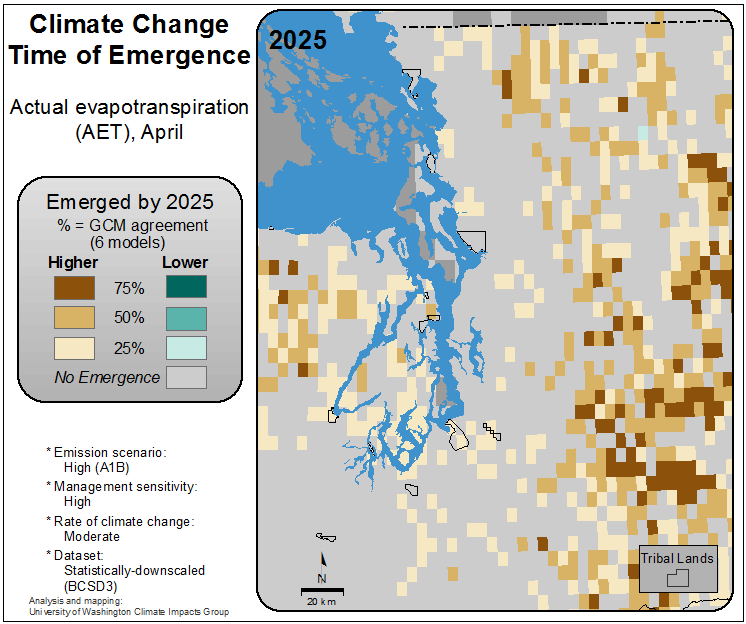 Climate Change
Time of Emergence
Actual evapotranspiration
(AET), April
Emerged by 2025
% = GCM agreement
(6 models)
Higher Lower
75%
50%
25%
No Emergence
* Emission scenario:
High (A1B)
* Management sensitivity:
High
* Rate of climate change:
Moderate
* Dataset:
Statistically-downscaled
(BCSD3)
Analysis and mapping:
University of Washington Climate Impacts Group
2025
N
20 km
Tribal Lands